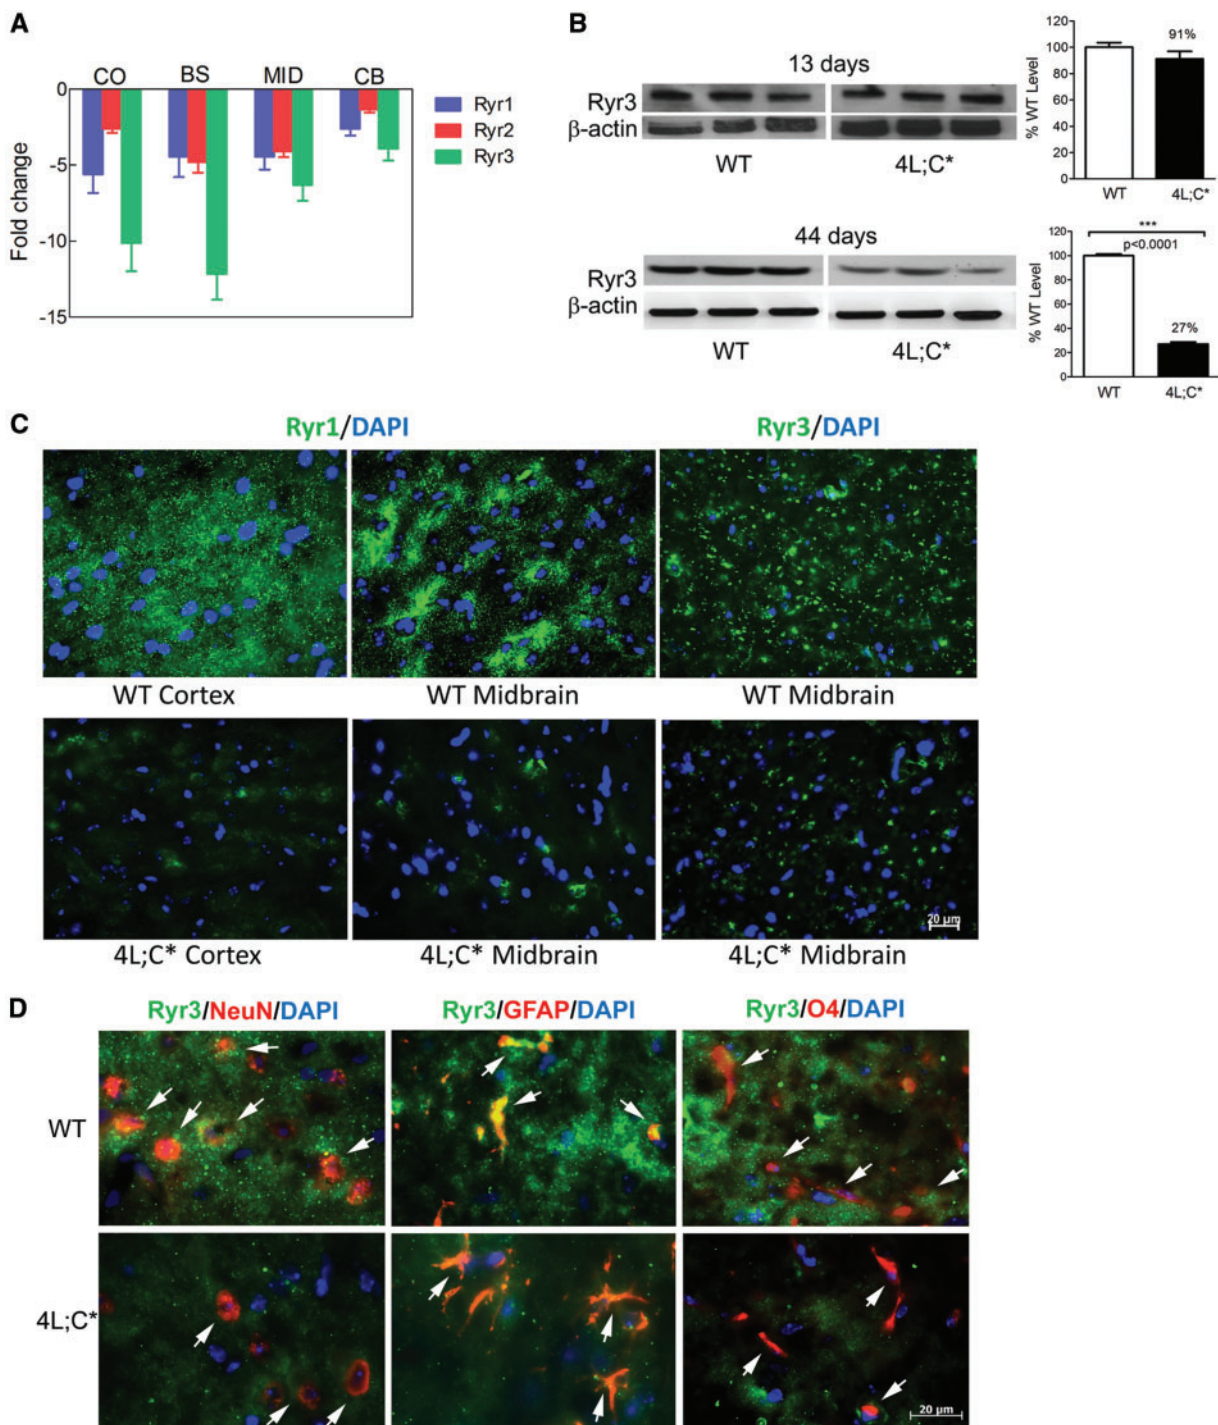 A
CO BS MID CB
0
-5
-10
-15
Fold change
Ryr1
Ryr2
Ryr3
B
13 days
Ryr3
β-actin
WT 4L;C*
120
100
80
60
40
20
0
% WT Level
91%
WT 4L;C*
44 days
Ryr3
β-actin
WT 4L;C*
120
100
80
60
40
20
0
% WT Level
***
p<0.0001
27%
WT 4L;C*
C
Ryr1/DAPI Ryr3/DAPI
WT Cortex WT Midbrain WT Midbrain
20 µm
4L;C* Cortex 4L;C* Midbrain 4L;C* Midbrain
D
Ryr3/NeuN/DAPI Ryr3/GFAP/DAPI Ryr3/O4/DAPI
WT
4L;C*
20 µm